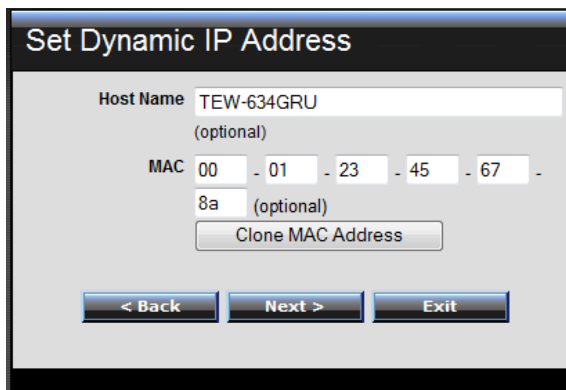 Set Dynamic IP Address
Host Name TEW-634GRU
(optional)
MAC 00 - 01 - 23 - 45 - 67 -
8a (optional)
Clone MAC Address
< Back Next > Exit